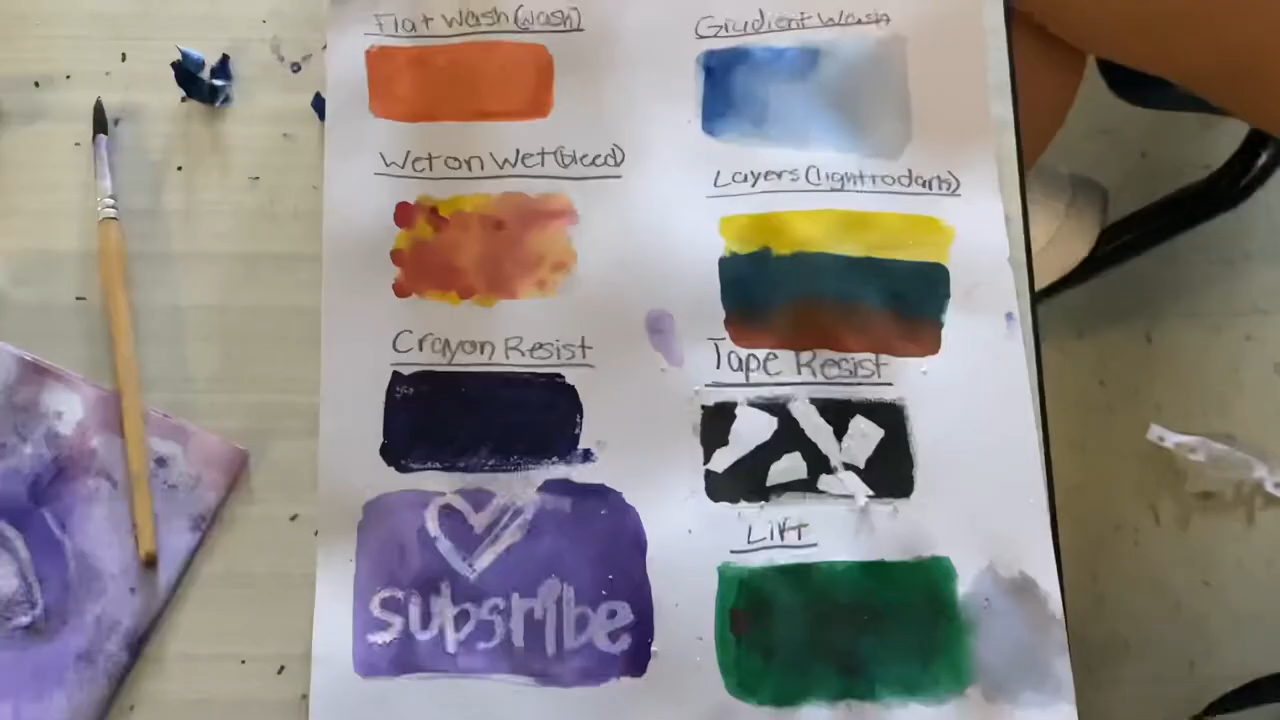 Flat Wash(wash)
Gradient Wash
Wet on Wet(bleed)
Layers(light to dark)
Crayon Resist
Tape Resist
Lift
subsribe